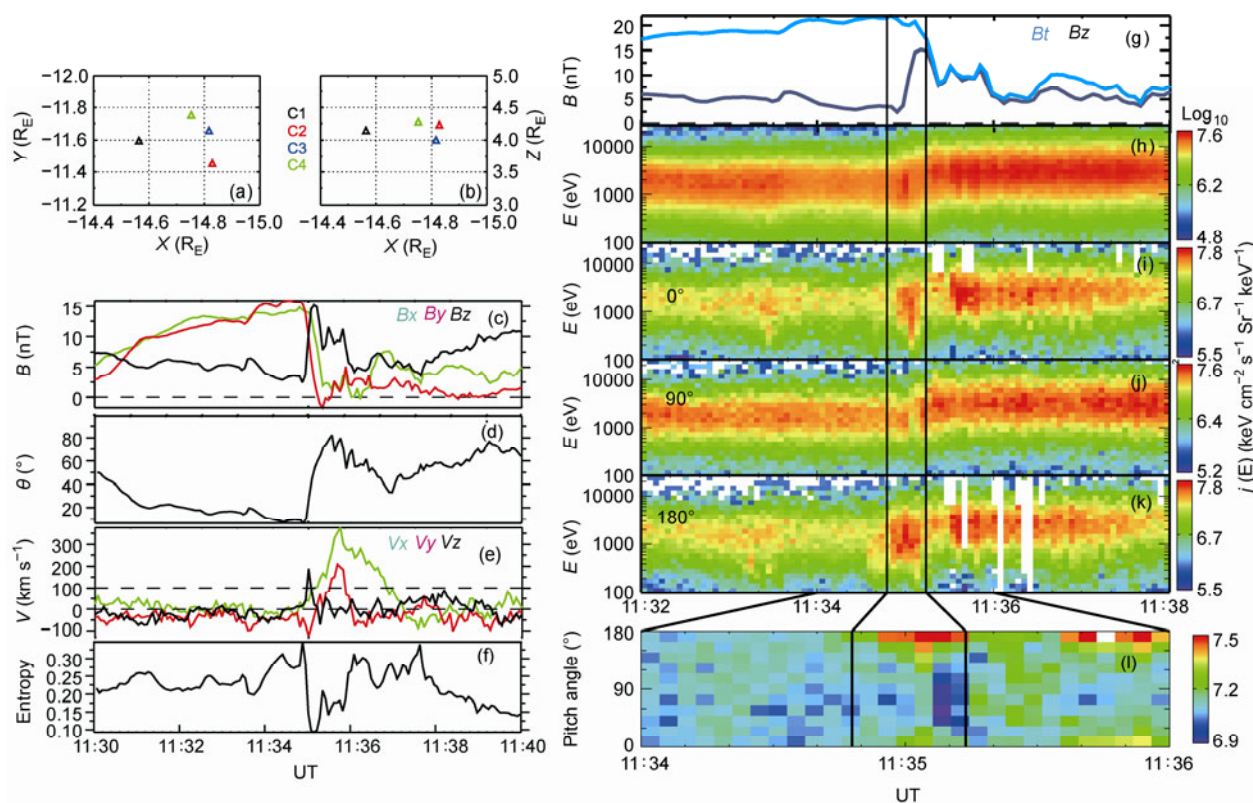 −12.0
−11.8
−11.6
−11.4
−11.2
Y (R_E)
(a)
−14.4 −14.6 −14.8 −15.0
X (R_E)
C1
C2
C3
C4
(b)
5.0
4.5
4.0
3.5
3.0
Z (R_E)
−14.4 −14.6 −14.8 −15.0
X (R_E)
15
10
5
0
B (nT)
Bx By Bz (c)
80
60
40
20
θ (°)
(d)
300
200
100
0
−100
V (km s⁻¹)
Vx Vy Vz
(e)
0.30
0.25
0.20
0.15
0.10
Entropy
(f)
11:30 11:32 11:34 11:36 11:38 11:40
UT
20
15
10
5
0
B (nT)
Bt Bz (g)
10000
1000
100
E (eV)
(h)
Log₁₀
7.6
6.2
4.8
10000
1000
100
E (eV)
0°
(i)
7.8
6.7
5.5
10000
1000
100
E (eV)
90°
(j)
7.6
6.4
5.2
10000
1000
100
E (eV)
180°
(k)
7.8
6.7
5.5
j (E) (keV cm⁻² s⁻¹ Sr⁻¹ keV⁻¹)
11:32 11:34 11:36 11:38
180
90
0
Pitch angle (°)
(l)
7.5
7.2
6.9
11:34 11:35 11:36
UT